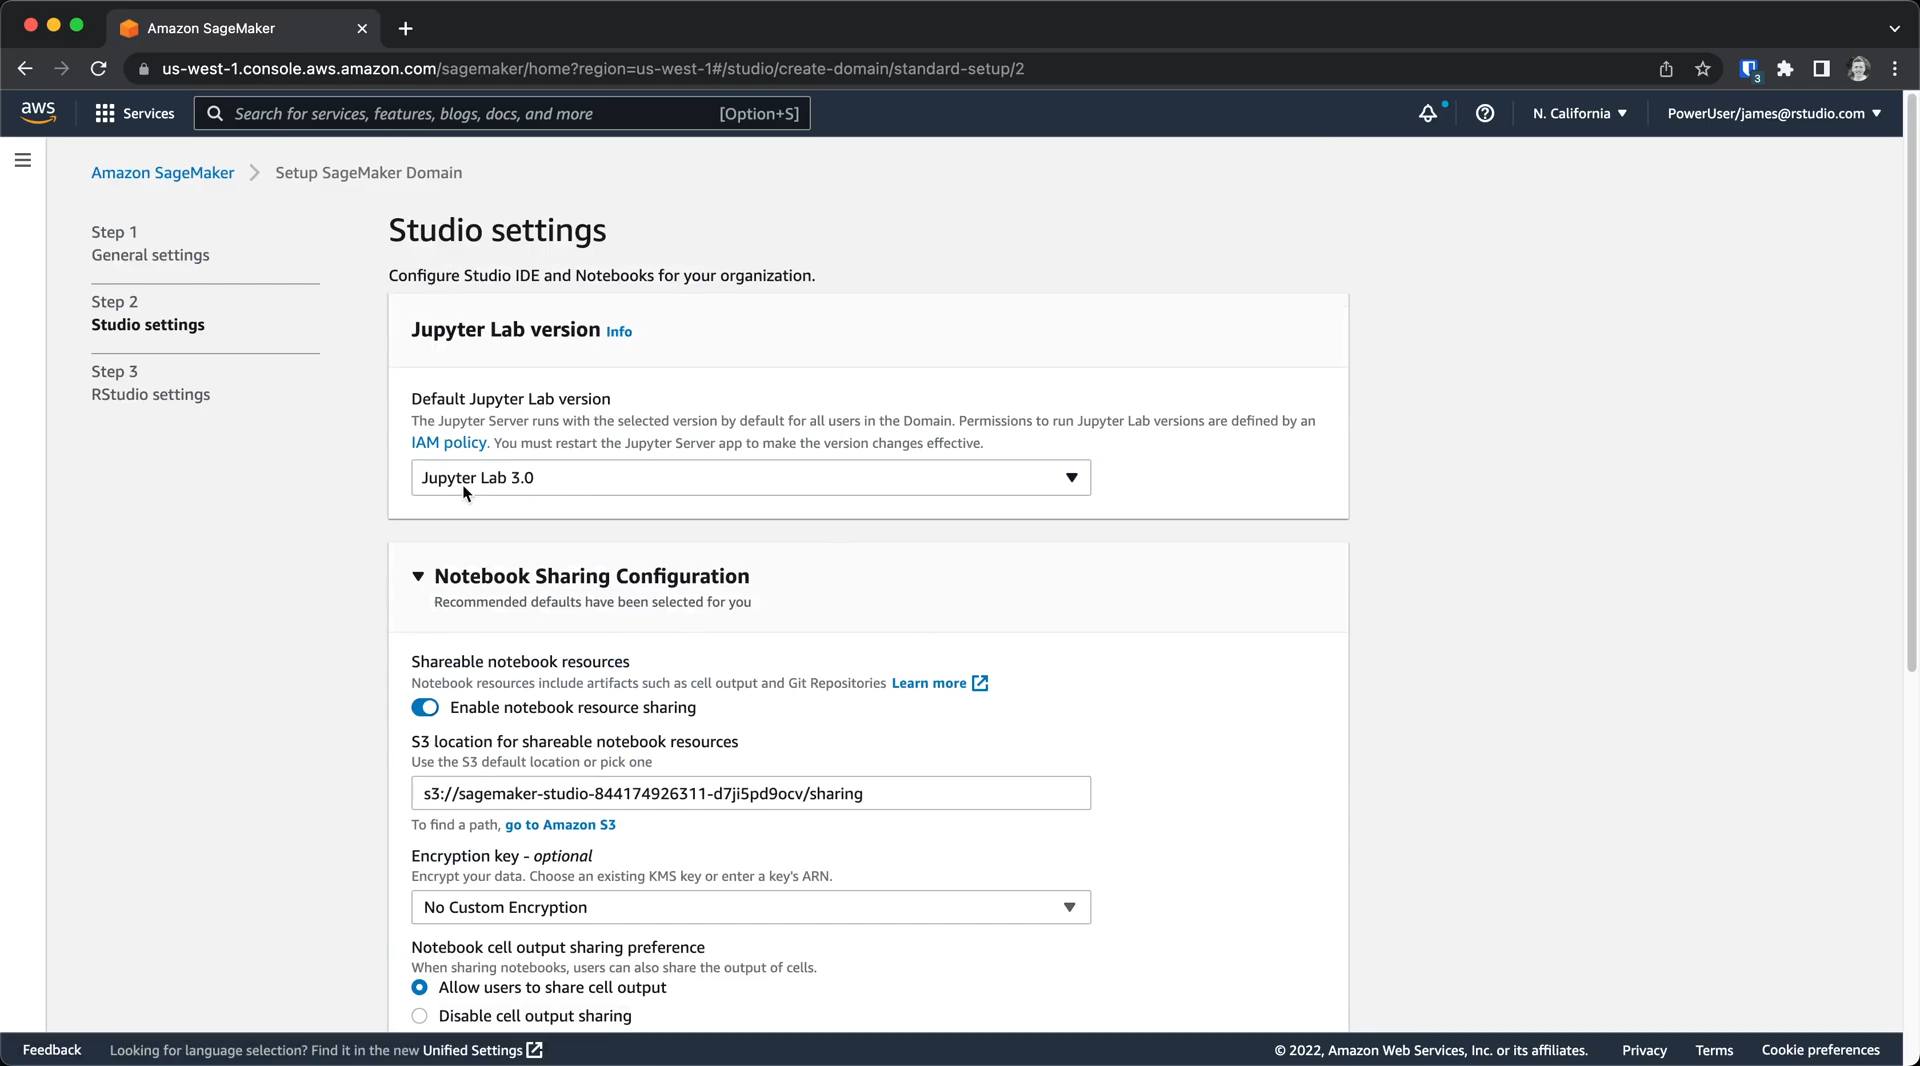 Amazon SageMaker
us-west-1.console.aws.amazon.com/sagemaker/home?region=us-west-1#/studio/create-domain/standard-setup/2
3
aws
Services
Search for services, features, blogs, docs, and more
[Option+S]
N. California
PowerUser/james@rstudio.com
Amazon SageMaker
Setup SageMaker Domain
Step 1
General settings
Step 2
Studio settings
Step 3
RStudio settings
Studio settings
Configure Studio IDE and Notebooks for your organization.
Jupyter Lab version Info
Default Jupyter Lab version
The Jupyter Server runs with the selected version by default for all users in the Domain. Permissions to run Jupyter Lab versions are defined by an
IAM policy. You must restart the Jupyter Server app to make the version changes effective.
Jupyter Lab 3.0
Notebook Sharing Configuration
Recommended defaults have been selected for you
Shareable notebook resources
Notebook resources include artifacts such as cell output and Git Repositories Learn more
Enable notebook resource sharing
S3 location for shareable notebook resources
Use the S3 default location or pick one
s3://sagemaker-studio-844174926311-d7ji5pd9ocv/sharing
To find a path, go to Amazon S3
Encryption key - optional
Encrypt your data. Choose an existing KMS key or enter a key's ARN.
No Custom Encryption
Notebook cell output sharing preference
When sharing notebooks, users can also share the output of cells.
Allow users to share cell output
Disable cell output sharing
Feedback
Looking for language selection? Find it in the new Unified Settings
© 2022, Amazon Web Services, Inc. or its affiliates.
Privacy
Terms
Cookie preferences